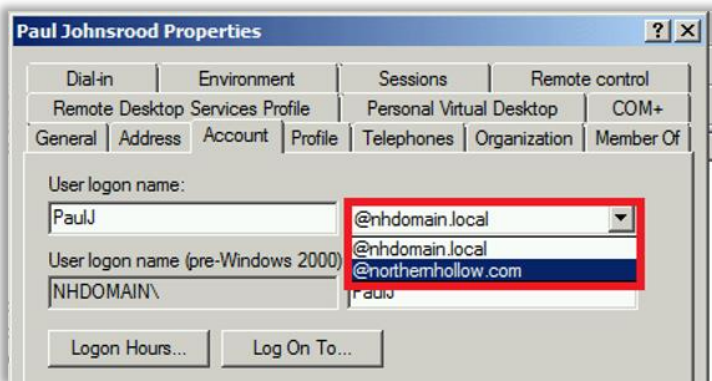 Paul Johnsrood Properties
Dial-in Environment Sessions Remote control
Remote Desktop Services Profile Personal Virtual Desktop COM+
General Address Account Profile Telephones Organization Member Of
User logon name:
PaulJ @nhdomain.local
@nhdomain.local
User logon name (pre-Windows 2000) @northernhollow.com
NHDOMAIN\ PaulJ
Logon Hours... Log On To...